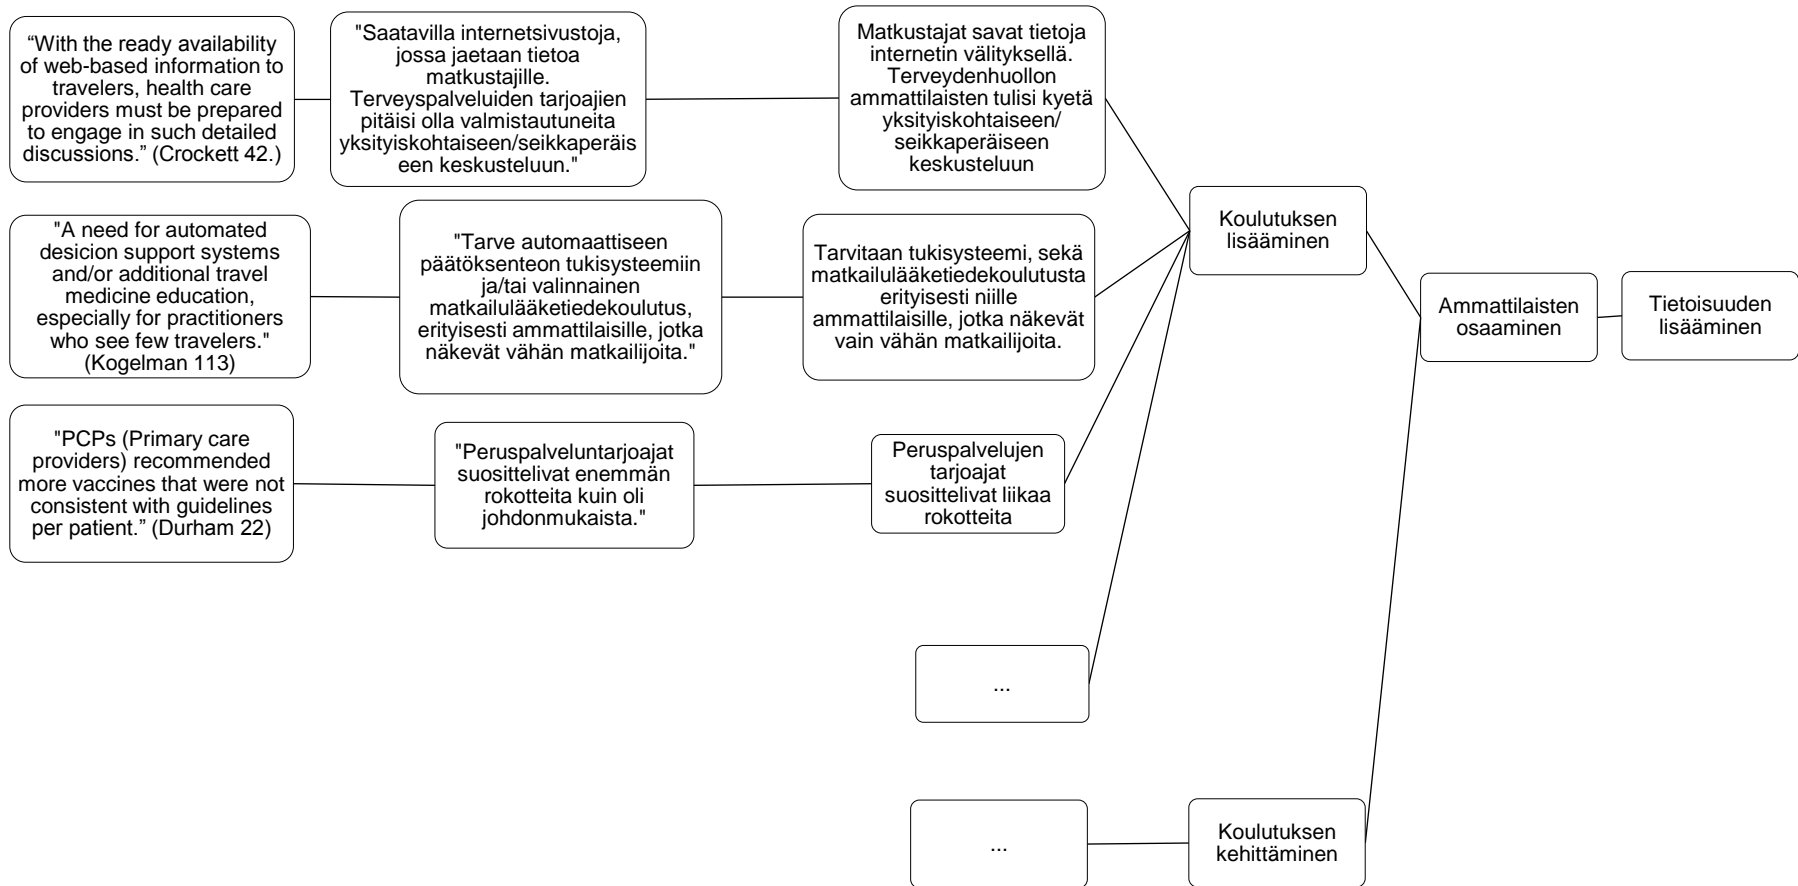 “With the ready availability
of web-based information to
travelers, health care
providers must be prepared
to engage in such detailed
discussions.” (Crockett 42.)
"Saatavilla internetsivustoja,
jossa jaetaan tietoa
matkustajille.
Terveyspalveluiden tarjoajien
pitäisi olla valmistautuneita
yksityiskohtaiseen/seikkaperäis
een keskusteluun."
Matkustajat savat tietoja
internetin välityksellä.
Terveydenhuollon
ammattilaisten tulisi kyetä
yksityiskohtaiseen/
seikkaperäiseen
keskusteluun
"A need for automated
desicion support systems
and/or additional travel
medicine education,
especially for practitioners
who see few travelers."
(Kogelman 113)
"Tarve automaattiseen
päätöksenteon tukisysteemiin
ja/tai valinnainen
matkailulääketiedekoulutus,
erityisesti ammattilaisille, jotka
näkevät vähän matkailijoita."
Tarvitaan tukisysteemi, sekä
matkailulääketiedekoulutusta
erityisesti niille
ammattilaisille, jotka näkevät
vain vähän matkailijoita.
"PCPs (Primary care
providers) recommended
more vaccines that were not
consistent with guidelines
per patient.” (Durham 22)
"Peruspalveluntarjoajat
suosittelivat enemmän
rokotteita kuin oli
johdonmukaista."
Peruspalvelujen
tarjoajat
suosittelivat liikaa
rokotteita
...
...
Koulutuksen
lisääminen
Koulutuksen
kehittäminen
Ammattilaisten
osaaminen
Tietoisuuden
lisääminen